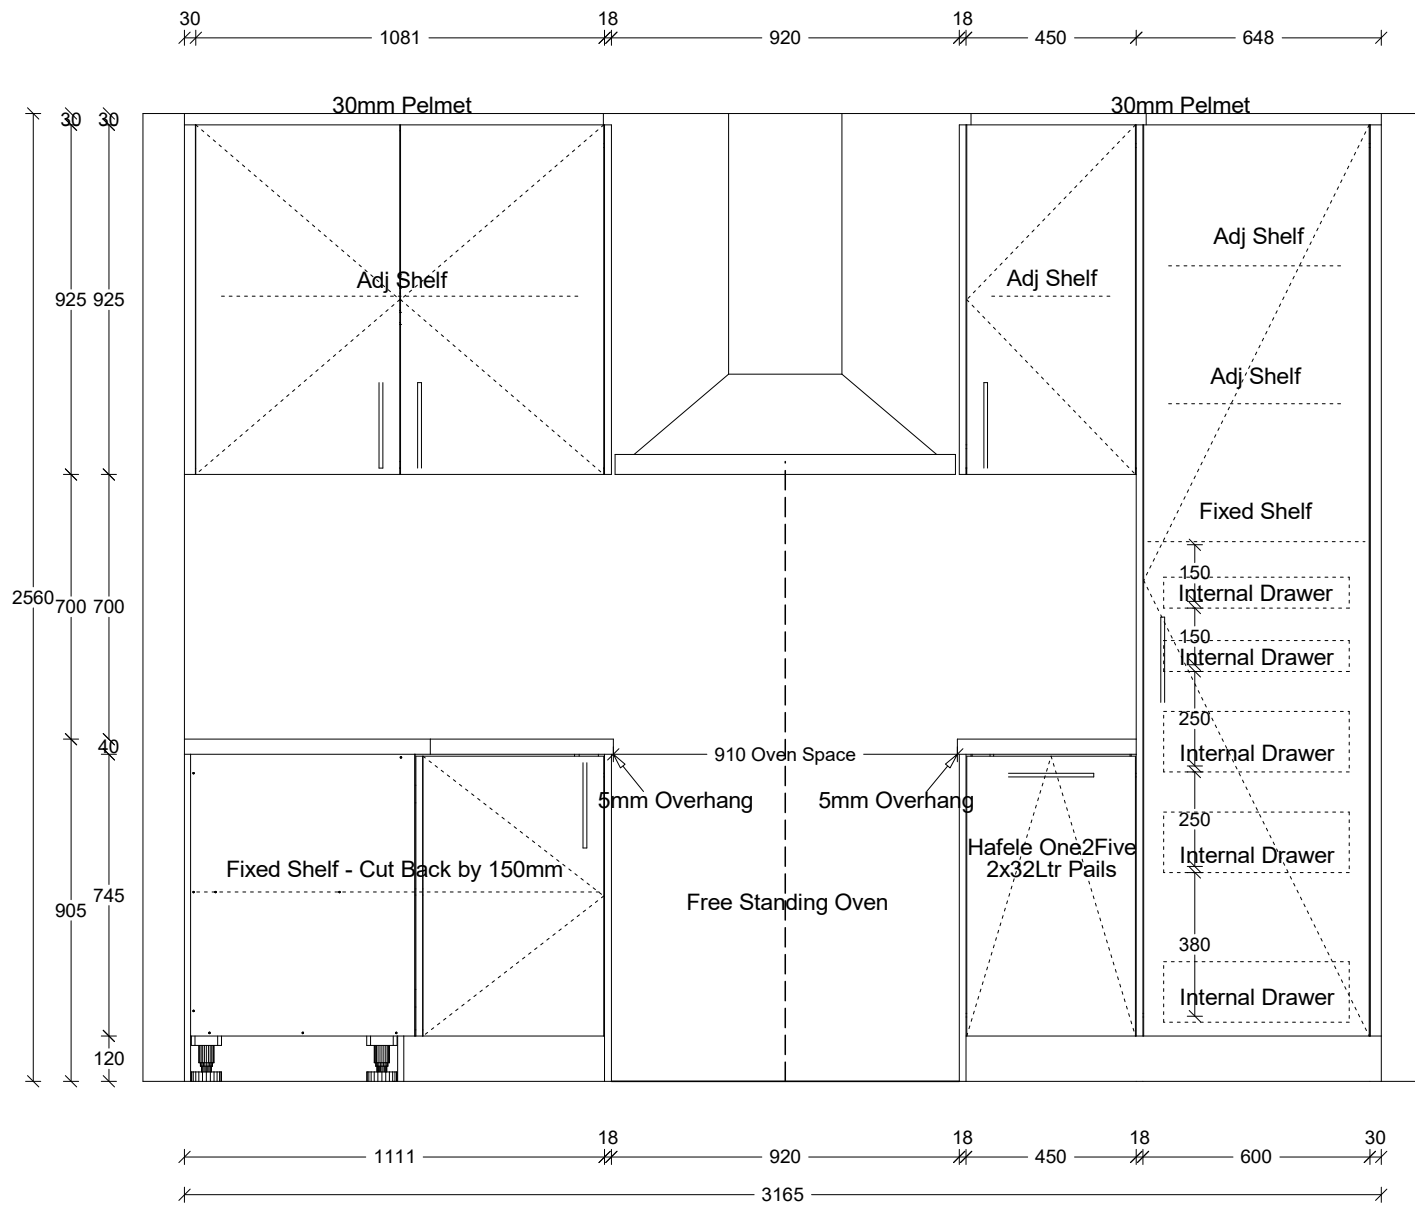 30
18
18
1081
920
450
648
30mm Pelmet
30mm Pelmet
30
30
Adj Shelf
Adj Shelf
Adj Shelf
925
925
Adj Shelf
Fixed Shelf
150
Internal Drawer
2560
700
700
150
Internal Drawer
250
Internal Drawer
40
910 Oven Space
5mm Overhang
5mm Overhang
250
Internal Drawer
Hafele One2Five
2x32Ltr Pails
Fixed Shelf - Cut Back by 150mm
745
905
Free Standing Oven
380
Internal Drawer
120
18
18
18
30
1111
920
450
600
3165